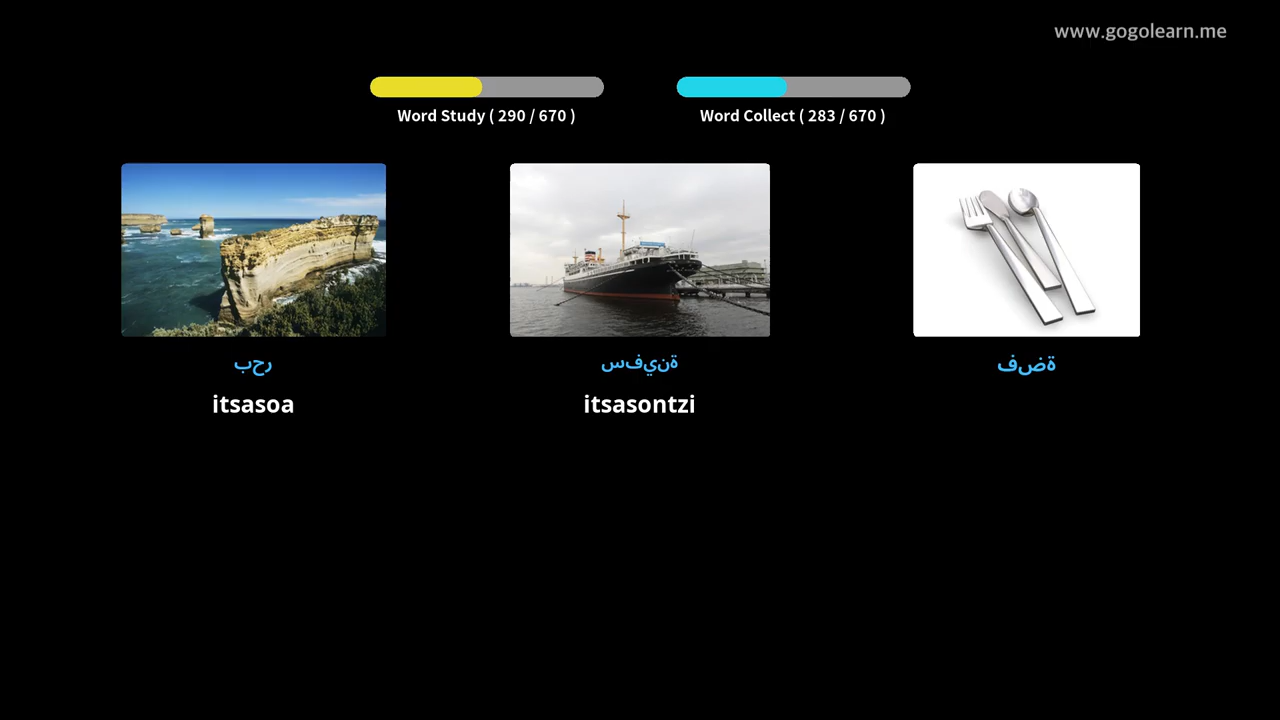 www.gogolearn.me
Word Study ( 290 / 670 )
Word Collect ( 283 / 670 )
بحر
itsasoa
سفينة
itsasontzi
فضة